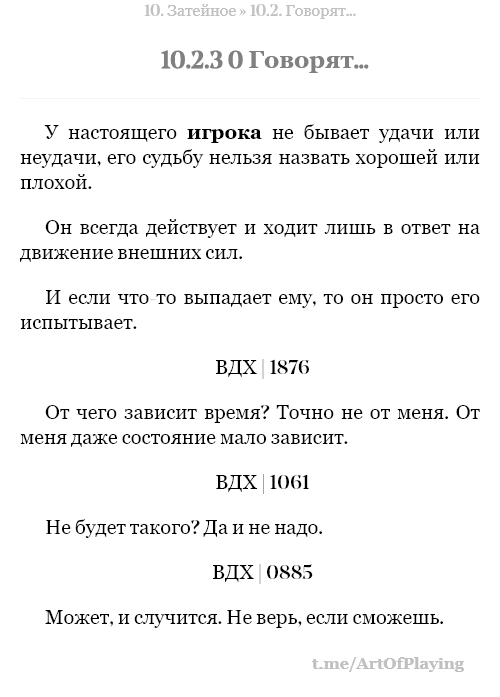 10. Затейное » 10.2. Говорят...
10.2.3 0 Говорят...
У настоящего игрока не бывает удачи или
неудачи, его судьбу нельзя назвать хорошей или
плохой.
Он всегда действует и ходит лишь в ответ на
движение внешних сил.
И если что-то выпадает ему, то он просто его
испытывает.
ВДХ | 1876
От чего зависит время? Точно не от меня. От
меня даже состояние мало зависит.
ВДХ | 1061
Не будет такого? Да и не надо.
ВДХ | 0885
Может, и случится. Не верь, если сможешь.
t.me/ArtOfPlaying